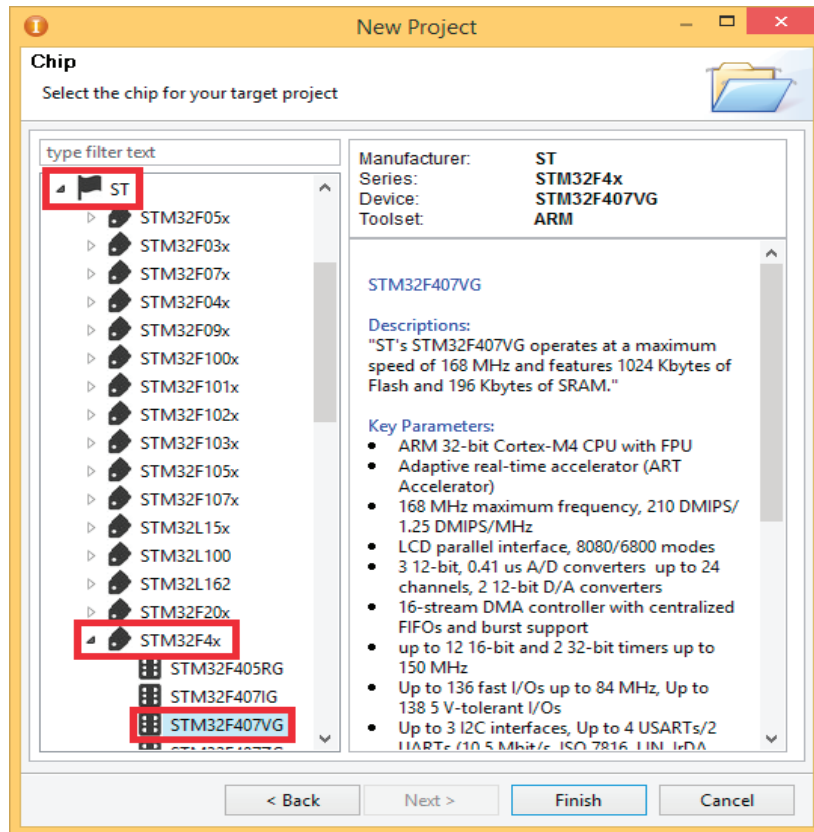 New Project
Chip
Select the chip for your target project
type filter text
ST
STM32F05x
STM32F03x
STM32F07x
STM32F04x
STM32F09x
STM32F100x
STM32F101x
STM32F102x
STM32F103x
STM32F105x
STM32F107x
STM32L15x
STM32L100
STM32L162
STM32F20x
STM32F4x
STM32F405RG
STM32F407IG
STM32F407VG
Manufacturer: ST
Series: STM32F4x
Device: STM32F407VG
Toolset: ARM
STM32F407VG
Descriptions:
"ST's STM32F407VG operates at a maximum
speed of 168 MHz and features 1024 Kbytes of
Flash and 196 Kbytes of SRAM."
Key Parameters:
• ARM 32-bit Cortex-M4 CPU with FPU
• Adaptive real-time accelerator (ART
Accelerator)
• 168 MHz maximum frequency, 210 DMIPS/
1.25 DMIPS/MHz
• LCD parallel interface, 8080/6800 modes
• 3 12-bit, 0.41 us A/D converters up to 24
channels, 2 12-bit D/A converters
• 16-stream DMA controller with centralized
FIFOs and burst support
• up to 12 16-bit and 2 32-bit timers up to
150 MHz
• Up to 136 fast I/Os up to 84 MHz, Up to
138 5 V-tolerant I/Os
• Up to 3 I2C interfaces, Up to 4 USARTs/2
UARTs (10.5 Mbit/s, ISO 7816, LIN, IrDA
< Back
Next >
Finish
Cancel